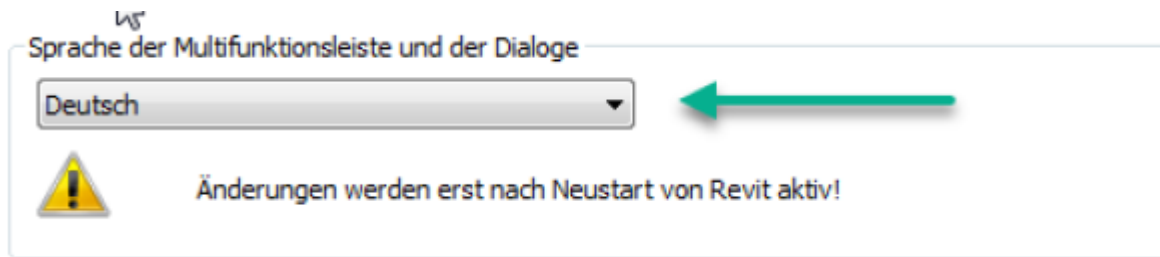 Sprache der Multifunktionsleiste und der Dialoge
Deutsch
Änderungen werden erst nach Neustart von Revit aktiv!